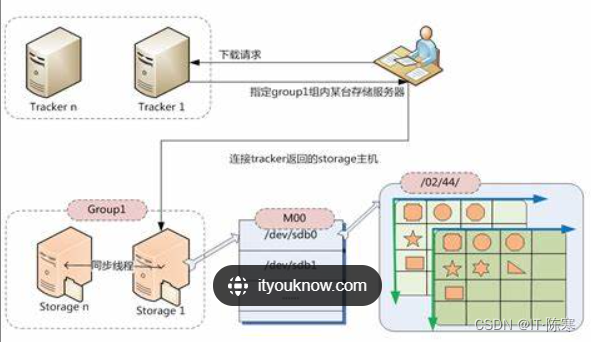 下载请求
Tracker n
Tracker 1
指定group1组内某台存储服务器
连接tracker返回的storage主机
/02/44/
Group1
M00
/dev/sdb0
同步线程
/dev/sdb1
ityouknow.com
Storage n
Storage 1
CSDN @IT·陈寒